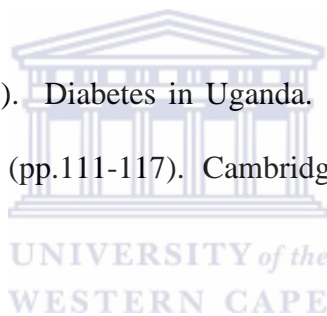 ). Diabetes in Uganda.
(pp.111-117). Cambridg
UNIVERSITY of the
WESTERN CAPE